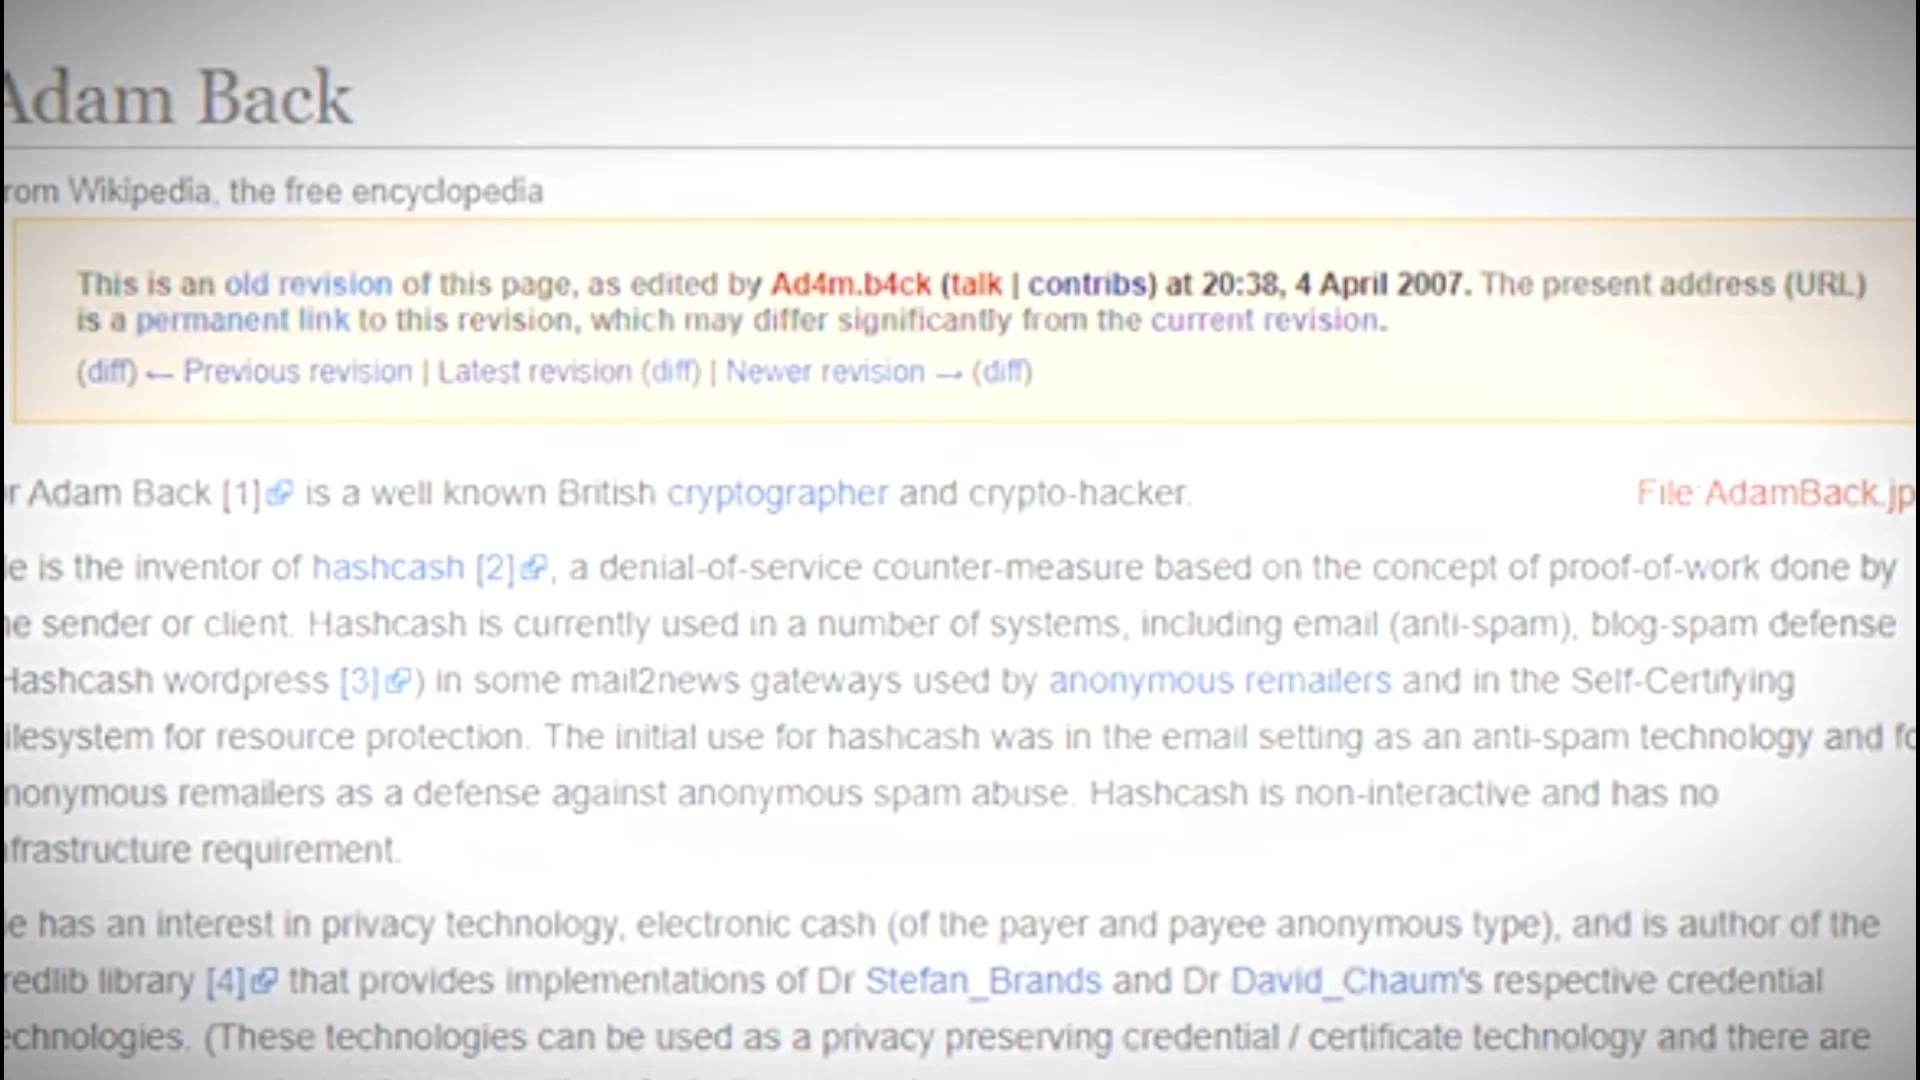 Adam Back
rom Wikipedia, the free encyclopedia
This is an old revision of this page, as edited by Ad4m.b4ck (talk | contribs) at 20:38, 4 April 2007. The present address (URL)
is a permanent link to this revision, which may differ significantly from the current revision.
(diff) ← Previous revision | Latest revision (diff) | Newer revision → (diff)
r Adam Back [1] is a well known British cryptographer and crypto-hacker. File:AdamBack.jp
e is the inventor of hashcash [2], a denial-of-service counter-measure based on the concept of proof-of-work done by
e sender or client. Hashcash is currently used in a number of systems, including email (anti-spam), blog-spam defense
Hashcash wordpress [3]) in some mail2news gateways used by anonymous remailers and in the Self-Certifying
ilesystem for resource protection. The initial use for hashcash was in the email setting as an anti-spam technology and fo
nonymous remailers as a defense against anonymous spam abuse. Hashcash is non-interactive and has no
frastructure requirement.
e has an interest in privacy technology, electronic cash (of the payer and payee anonymous type), and is author of the
redlib library [4] that provides implementations of Dr Stefan_Brands and Dr David_Chaum's respective credential
echnologies. (These technologies can be used as a privacy preserving credential / certificate technology and there are